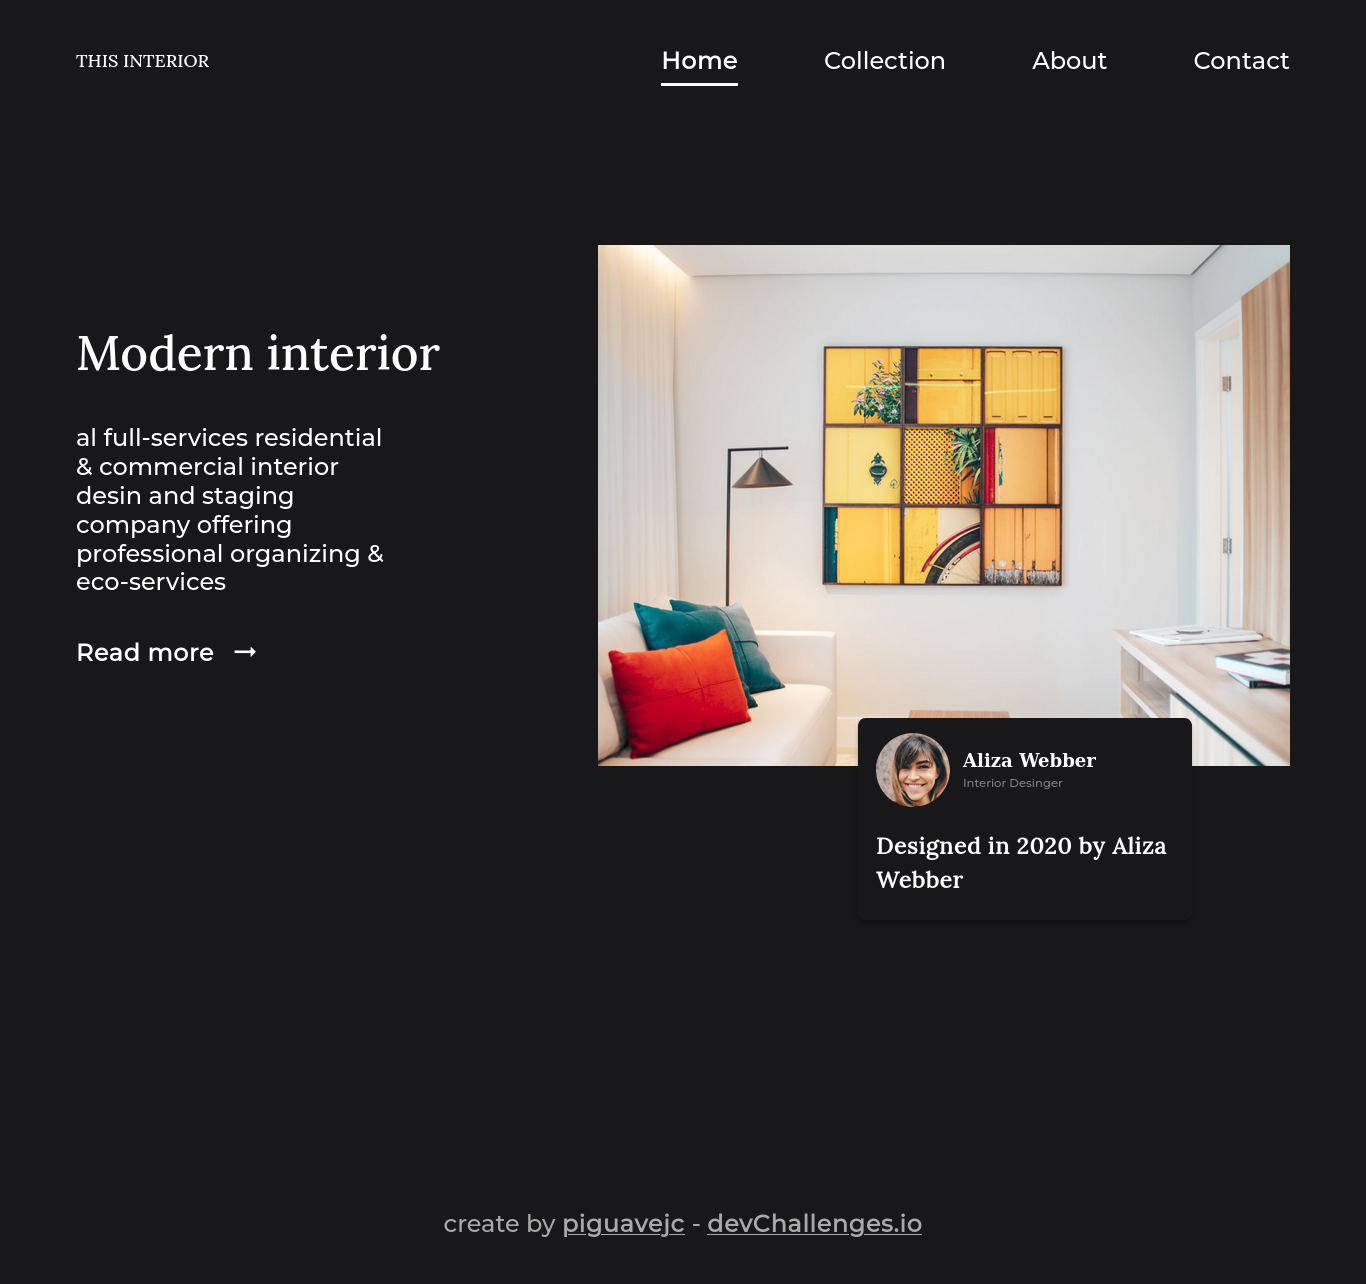 THIS INTERIOR
Home Collection About Contact
Modern interior
al full-services residential
& commercial interior
desin and staging
company offering
professional organizing &
eco-services
Read more →
Aliza Webber
Interior Desinger
Designed in 2020 by Aliza
Webber
create by piguavejc - devChallenges.io